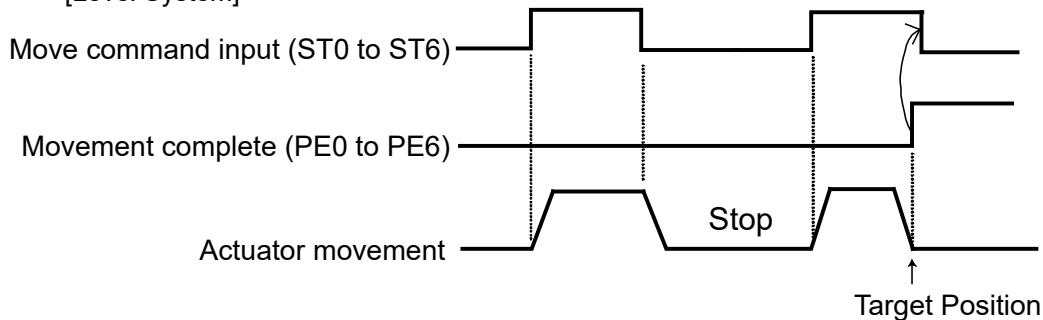 [Level System]
Move command input (ST0 to ST6)
Movement complete (PE0 to PE6)
Stop
Actuator movement
Target Position